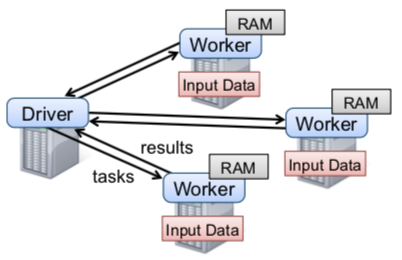 RAM
Worker
Input Data
RAM
Driver
Worker
results
Input Data
RAM
tasks
Worker
Input Data